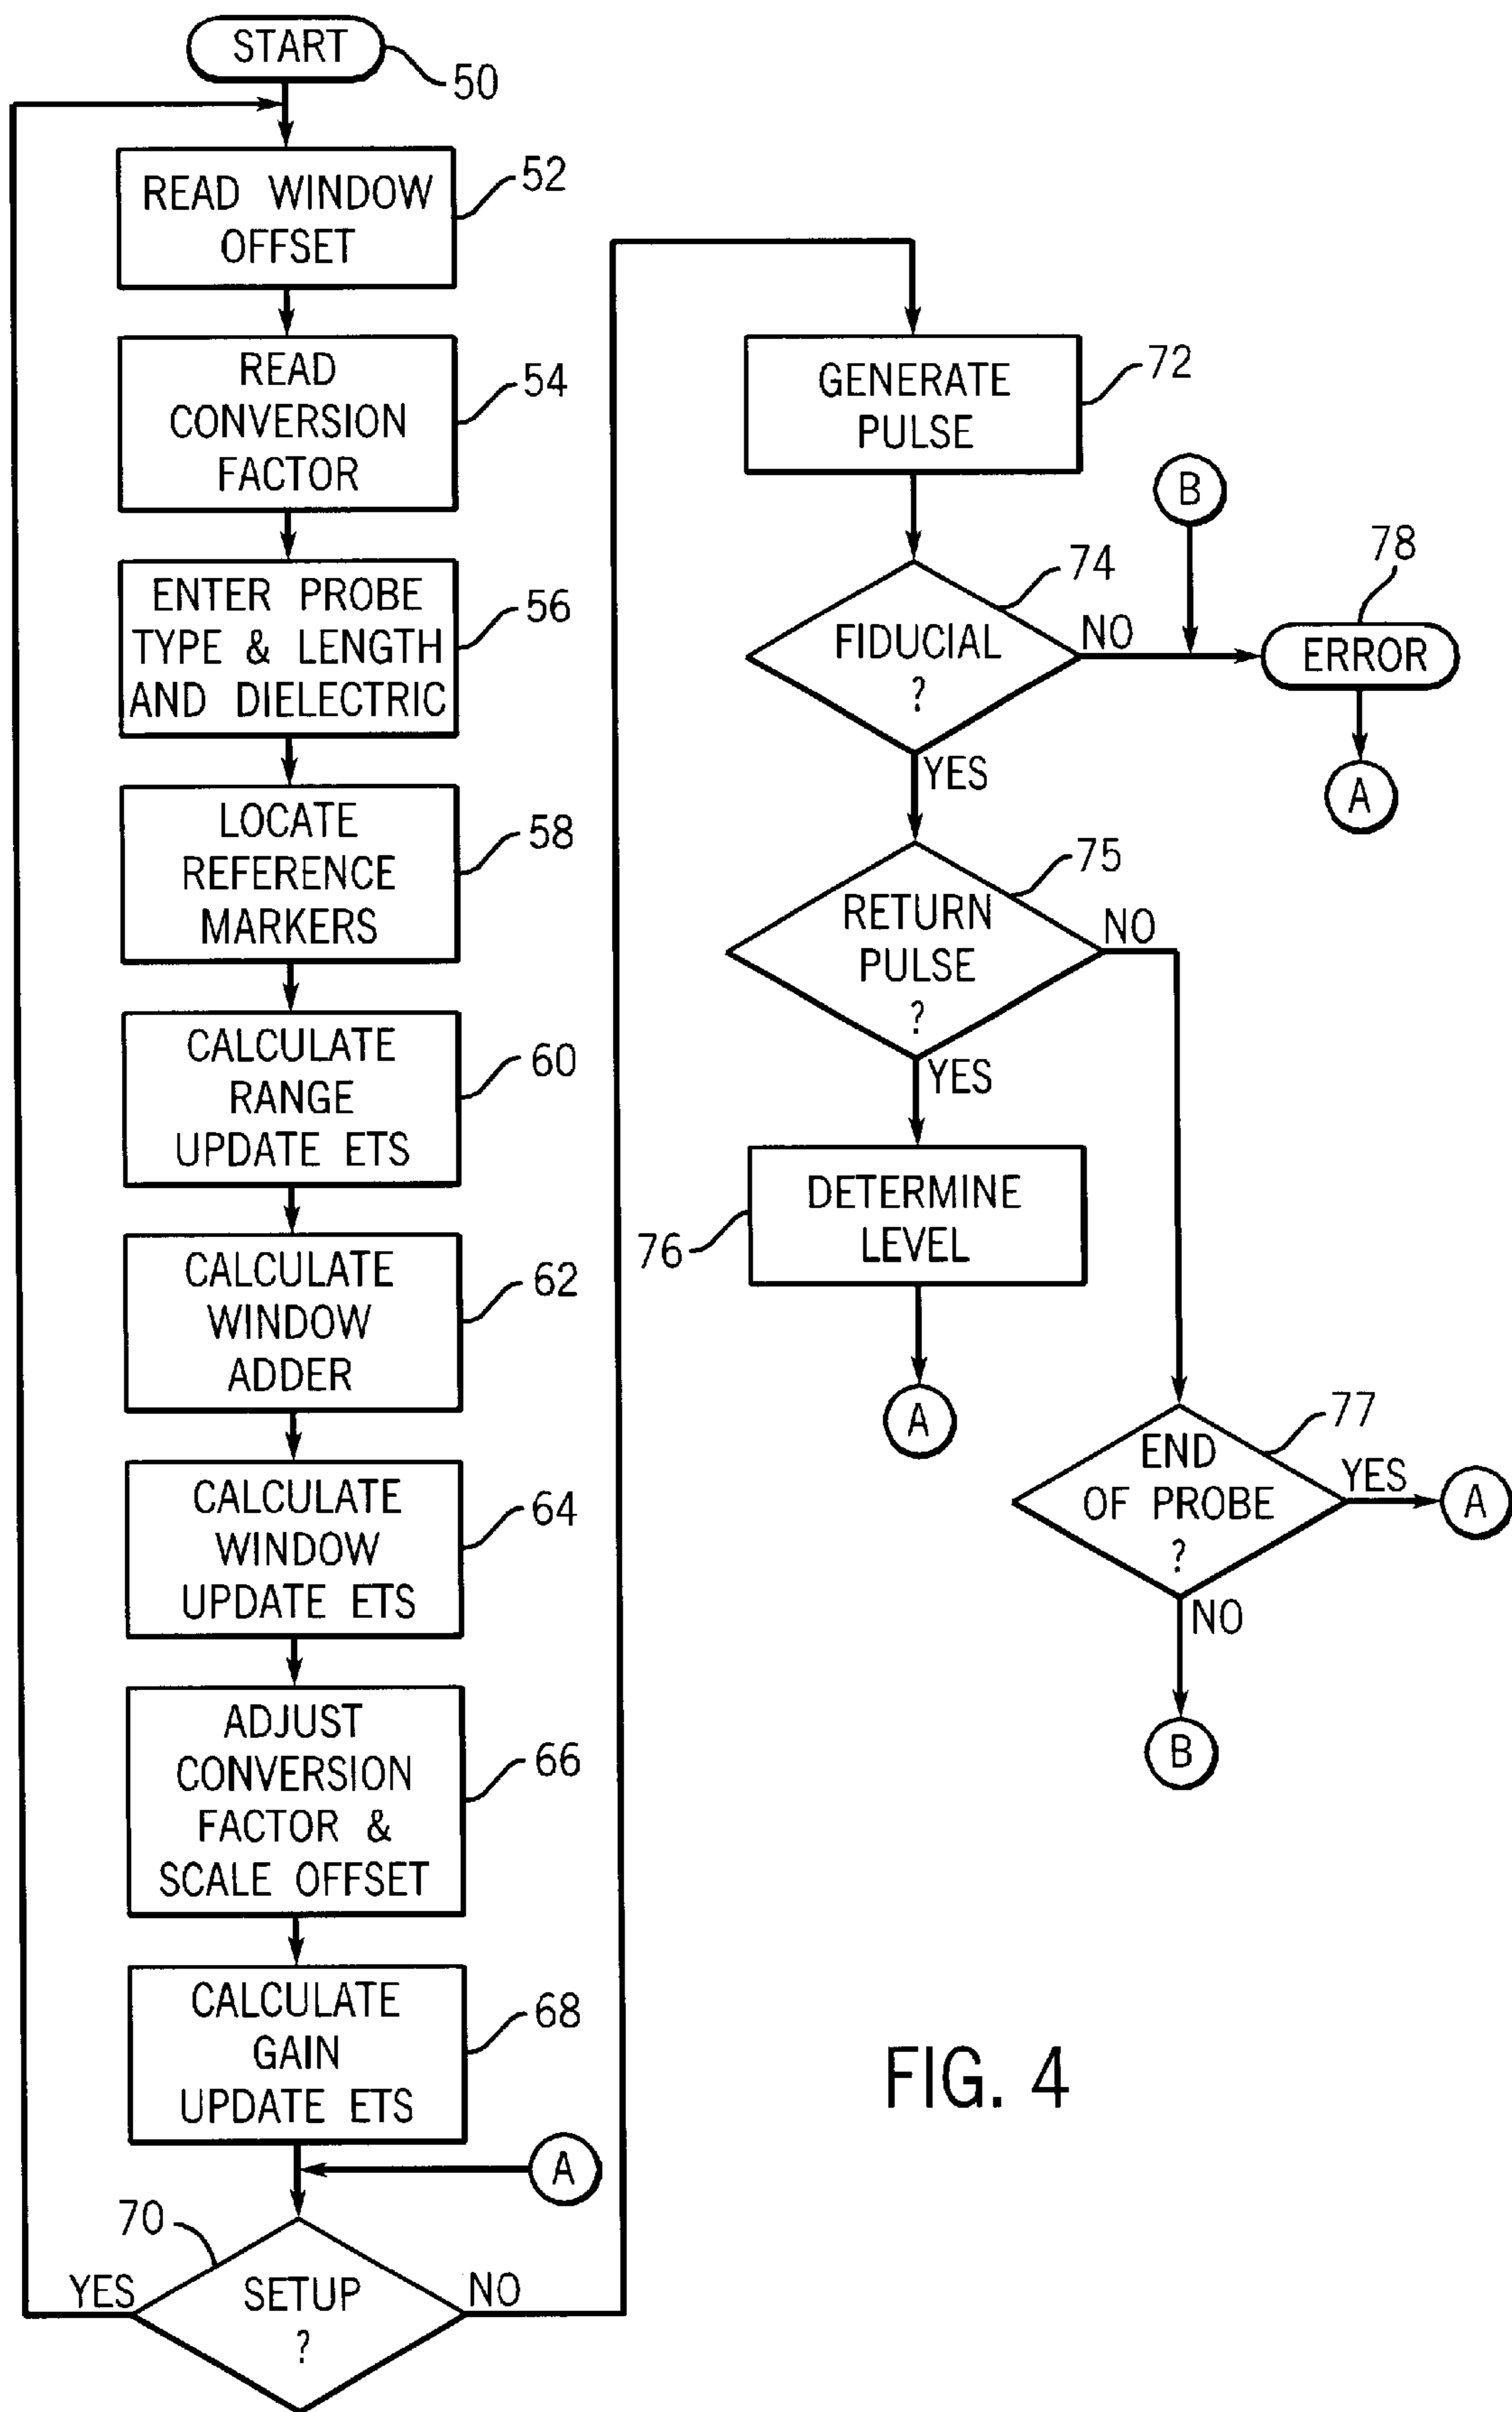 START
50
READ WINDOW
OFFSET
52
READ
CONVERSION
FACTOR
54
ENTER PROBE
TYPE & LENGTH
AND DIELECTRIC
56
LOCATE
REFERENCE
MARKERS
58
CALCULATE
RANGE
UPDATE ETS
60
CALCULATE
WINDOW
ADDER
62
CALCULATE
WINDOW
UPDATE ETS
64
ADJUST
CONVERSION
FACTOR &
SCALE OFFSET
66
CALCULATE
GAIN
UPDATE ETS
68
A
70
SETUP
?
YES
NO
GENERATE
PULSE
72
B
FIDUCIAL
?
74
NO
YES
78
ERROR
A
RETURN
PULSE
?
75
NO
YES
DETERMINE
LEVEL
76
A
END
OF PROBE
?
77
YES
A
NO
B
FIG. 4